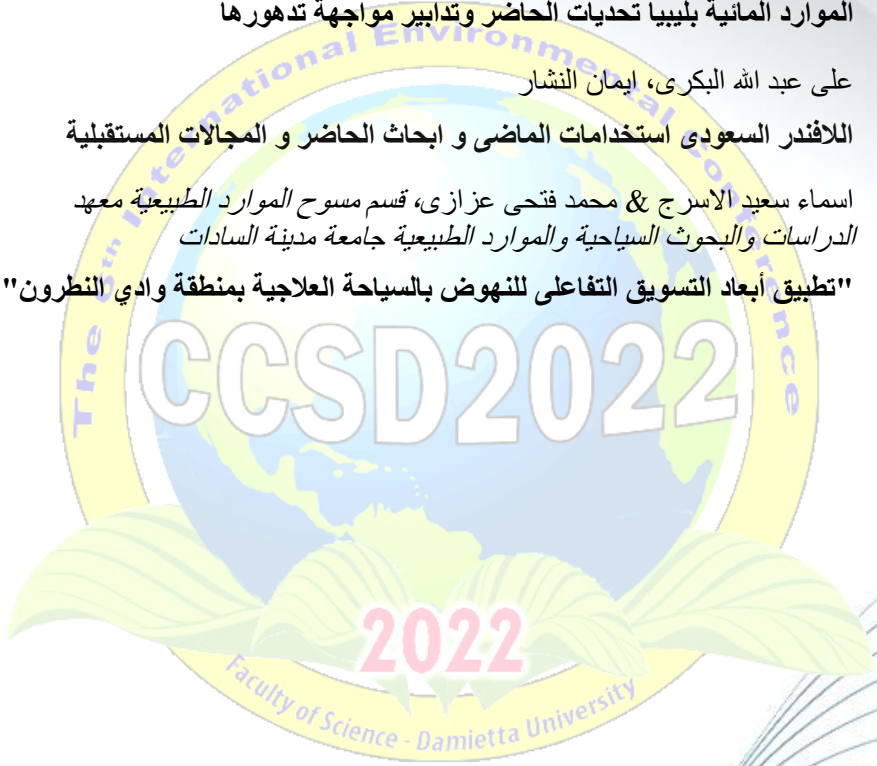 الموارد المائية بليبيا تحديات الحاضر وتدابير مواجهة تدهورها
على عبد الله البكرى، ايمان النشار
اللافندر السعودى استخدامات الماضى و ابحاث الحاضر و المجالات المستقبلية
اسماء سعيد الاسرج & محمد فتحى عزازى، قسم مسوح الموارد الطبيعية معهد
الدراسات والبحوث السياحية والموارد الطبيعية جامعة مدينة السادات
"تطبيق أبعاد التسويق التفاعلى للنهوض بالسياحة العلاجية بمنطقة وادي النطرون"
The th International Environmental Conference
CCSD2022
2022
Faculty of Science - Damietta University